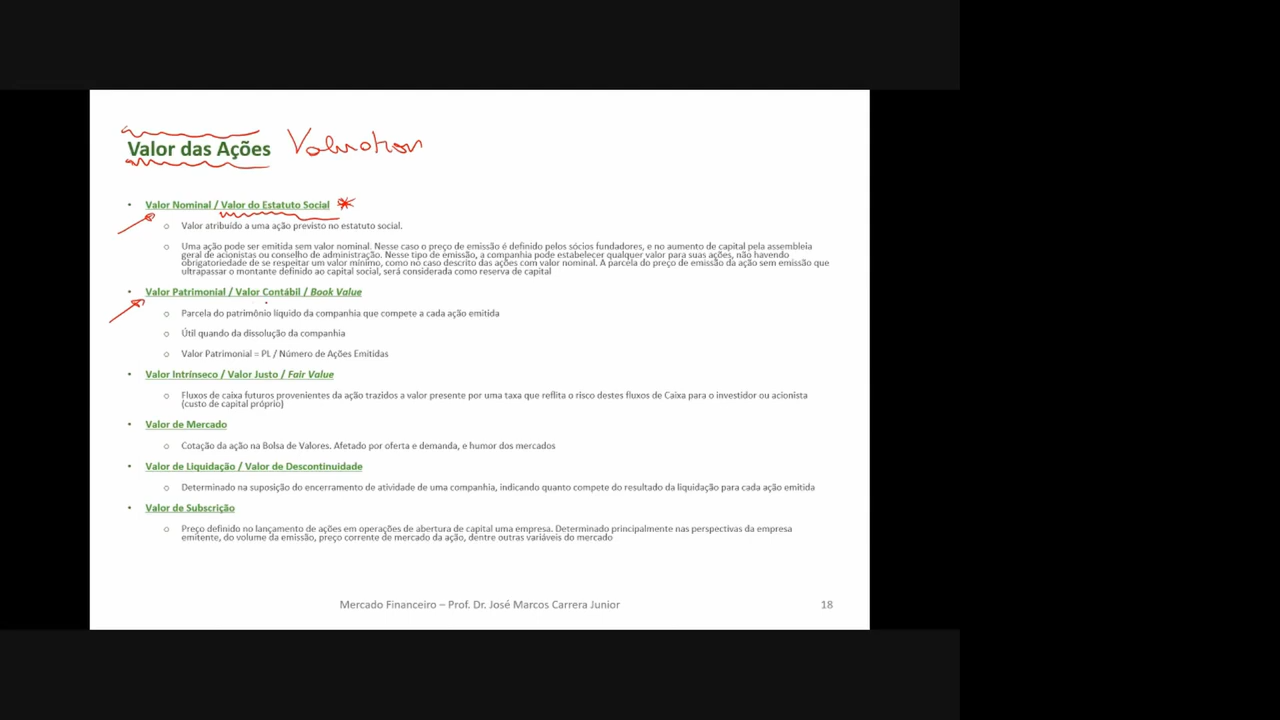 Valor das Ações Valuation
• Valor Nominal / Valor do Estatuto Social *
o Valor atribuído a uma ação previsto no estatuto social.
o Uma ação pode ser emitida sem valor nominal. Nesse caso o preço de emissão é definido pelos sócios fundadores, e no aumento de capital pela assembleia
geral de acionistas ou conselho de administração. Nesse tipo de emissão, a companhia pode estabelecer qualquer valor para suas ações, não havendo
obrigatoriedade de se respeitar um valor mínimo, como no caso descrito das ações com valor nominal. A parcela do preço de emissão da ação sem emissão que
ultrapassar o montante definido ao capital social, será considerada como reserva de capital
• Valor Patrimonial / Valor Contábil / Book Value
o Parcela do patrimônio líquido da companhia que compete a cada ação emitida
o Útil quando da dissolução da companhia
o Valor Patrimonial = PL / Número de Ações Emitidas
• Valor Intrínseco / Valor Justo / Fair Value
o Fluxos de caixa futuros provenientes da ação trazidos a valor presente por uma taxa que reflita o risco destes fluxos de Caixa para o investidor ou acionista
(custo de capital próprio)
• Valor de Mercado
o Cotação da ação na Bolsa de Valores. Afetado por oferta e demanda, e humor dos mercados
• Valor de Liquidação / Valor de Descontinuidade
o Determinado na suposição do encerramento de atividade de uma companhia, indicando quanto compete do resultado da liquidação para cada ação emitida
• Valor de Subscrição
o Preço definido no lançamento de ações em operações de abertura de capital uma empresa. Determinado principalmente nas perspectivas da empresa
emitente, do volume da emissão, preço corrente de mercado da ação, dentre outras variáveis do mercado
Mercado Financeiro – Prof. Dr. José Marcos Carrera Junior
18